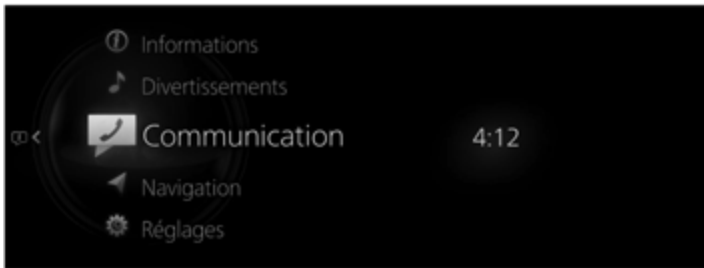 Informations
Divertissements
Communication
4:12
Navigation
Réglages